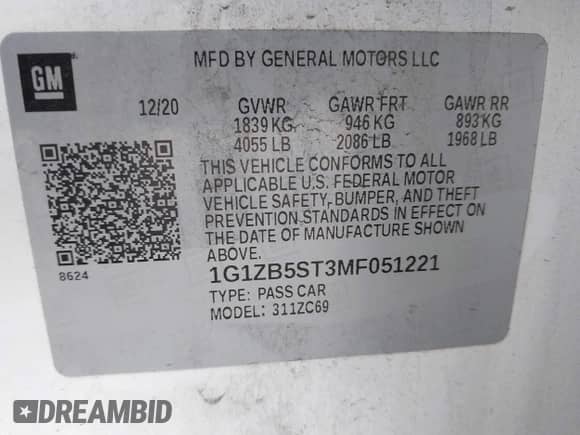 GM
MFD BY GENERAL MOTORS LLC
12/20 GVWR GAWR FRT GAWR RR
1839 KG 946 KG 893 KG
4055 LB 2086 LB 1968 LB
THIS VEHICLE CONFORMS TO ALL
APPLICABLE U.S. FEDERAL MOTOR
VEHICLE SAFETY, BUMPER, AND THEFT
PREVENTION STANDARDS IN EFFECT ON
THE DATE OF MANUFACTURE SHOWN
ABOVE.
8624
1G1ZB5ST3MF051221
TYPE: PASS CAR
MODEL: 311ZC69
DREAMBID